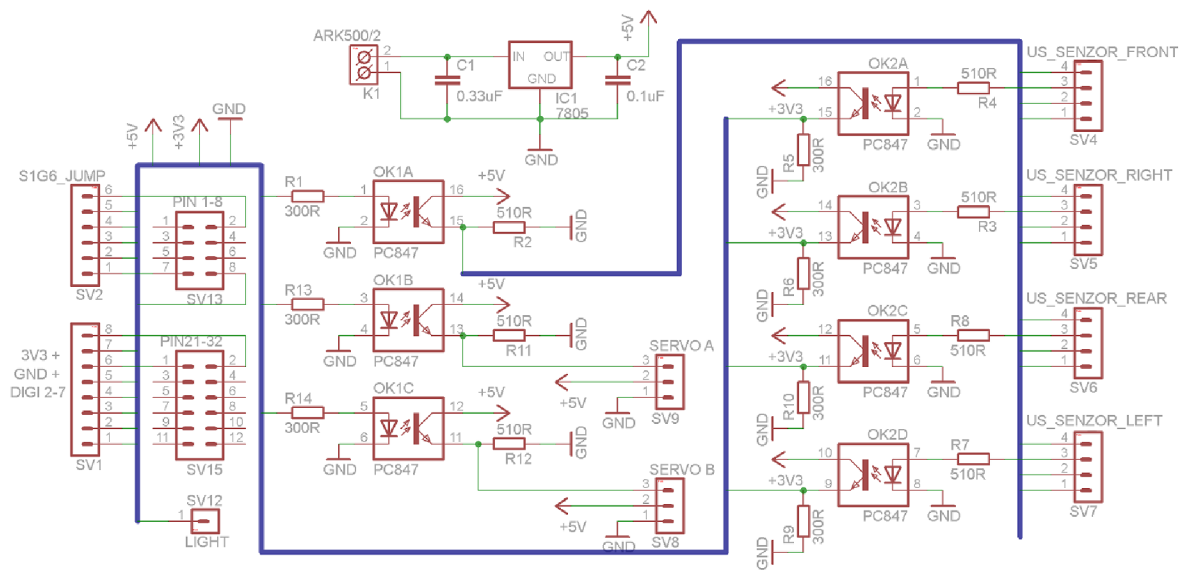 ARK500/2
2
1
K1
C1
0.33uF
IN OUT
GND
IC1
7805
C2
0.1uF
+5V
GND
+5V
+3V3
GND
S1G6_JUMP
6
5
4
3
2
1
SV2
PIN 1-8
1 2
3 4
5 6
7 8
SV13
3V3 +
GND +
DIGI 2-7
8
7
6
5
4
3
2
1
SV1
PIN21-32
1 2
3 4
5 6
7 8
9 10
11 12
SV15
SV12
1
LIGHT
R1
300R
OK1A
1 16
2 15
GND
PC847
+5V
510R
R2
GND
R13
300R
OK1B
3 14
4 13
GND
PC847
+5V
510R
R11
GND
R14
300R
OK1C
5 12
6 11
GND
PC847
+5V
510R
R12
GND
SERVO A
3
2
1
+5V
GND
SV9
SERVO B
3
2
1
+5V
GND
SV8
OK2A
16 1
15 2
+3V3
PC847
GND
R5
300R
GND
510R
R4
US_SENZOR_FRONT
4
3
2
1
SV4
OK2B
14 3
13 4
+3V3
PC847
GND
R6
300R
GND
510R
R3
US_SENZOR_RIGHT
4
3
2
1
SV5
OK2C
12 5
11 6
+3V3
PC847
GND
R10
300R
GND
R8
510R
US_SENZOR_REAR
4
3
2
1
SV6
OK2D
10 7
9 8
+3V3
PC847
GND
R9
300R
GND
R7
510R
US_SENZOR_LEFT
4
3
2
1
SV7